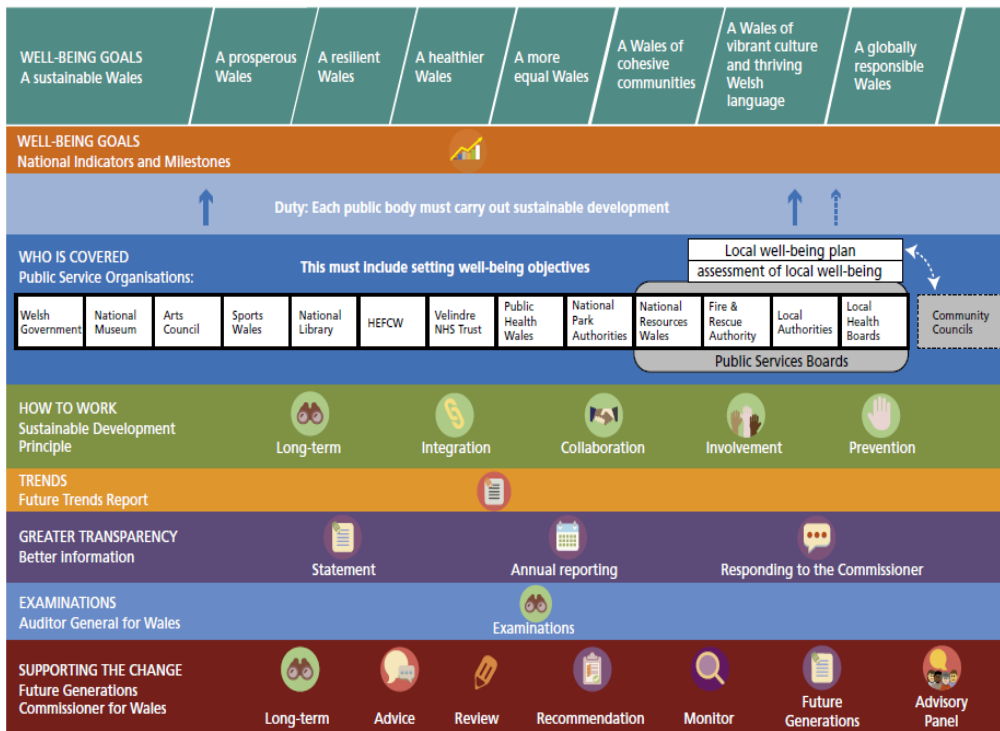 WELL-BEING GOALS
A sustainable Wales
A prosperous
Wales
A resilient
Wales
A healthier
Wales
A more
equal Wales
A Wales of
cohesive
communities
A Wales of
vibrant culture
and thriving
Welsh
language
A globally
responsible
Wales
WELL-BEING GOALS
National Indicators and Milestones
Duty: Each public body must carry out sustainable development
WHO IS COVERED
Public Service Organisations:
This must include setting well-being objectives
Local well-being plan
assessment of local well-being
Welsh
Government
National
Museum
Arts
Council
Sports
Wales
National
Library
HEFCW
Velindre
NHS Trust
Public
Health
Wales
National
Park
Authorities
National
Resources
Wales
Fire &
Rescue
Authority
Local
Authorities
Local
Health
Boards
Community
Councils
Public Services Boards
HOW TO WORK
Sustainable Development
Principle
Long-term
Integration
Collaboration
Involvement
Prevention
TRENDS
Future Trends Report
GREATER TRANSPARENCY
Better Information
Statement
Annual reporting
Responding to the Commissioner
EXAMINATIONS
Auditor General for Wales
Examinations
SUPPORTING THE CHANGE
Future Generations
Commissioner for Wales
Long-term
Advice
Review
Recommendation
Monitor
Future
Generations
Advisory
Panel